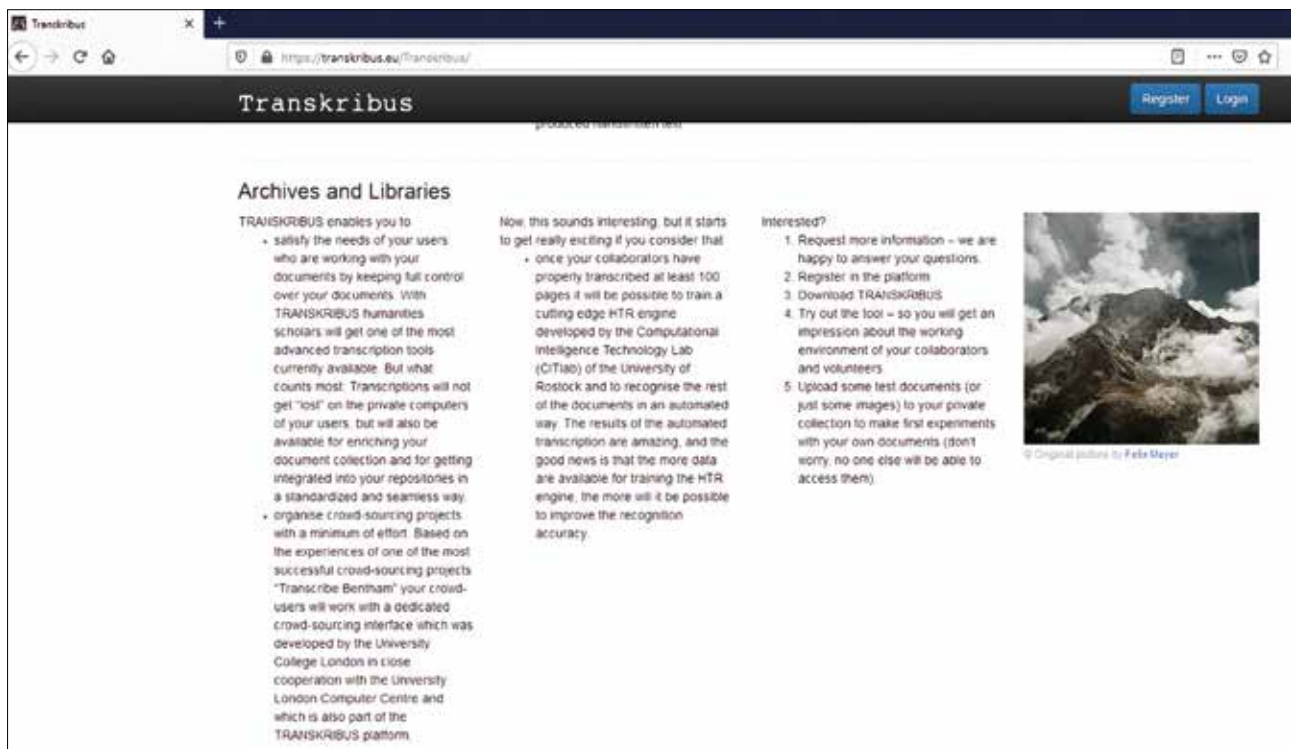 Transkribus
https://transkribus.eu/Transkribus/
Transkribus
Register
Login
produced handwritten text
Archives and Libraries
TRANSKRIBUS enables you to
• satisfy the needs of your users
who are working with your
documents by keeping full control
over your documents. With
TRANSKRIBUS humanities
scholars will get one of the most
advanced transcription tools
currently available. But what
counts most: Transcriptions will not
get "lost" on the private computers
of your users, but will also be
available for enriching your
document collection and for getting
integrated into your repositories in
a standardized and seamless way.
• organise crowd-sourcing projects
with a minimum of effort. Based on
the experiences of one of the most
successful crowd-sourcing projects
"Transcribe Bentham" your crowd-
users will work with a dedicated
crowd-sourcing interface which was
developed by the University
College London in close
cooperation with the University
London Computer Centre and
which is also part of the
TRANSKRIBUS platform.
Now, this sounds interesting, but it starts
to get really exciting if you consider that
• once your collaborators have
properly transcribed at least 100
pages it will be possible to train a
cutting edge HTR engine
developed by the Computational
Intelligence Technology Lab
(CITlab) of the University of
Rostock and to recognise the rest
of the documents in an automated
way. The results of the automated
transcription are amazing, and the
good news is that the more data
are available for training the HTR
engine, the more will it be possible
to improve the recognition
accuracy.
Interested?
1. Request more information – we are
happy to answer your questions.
2. Register in the platform
3. Download TRANSKRIBUS
4. Try out the tool – so you will get an
impression about the working
environment of your collaborators
and volunteers
5. Upload some test documents (or
just some images) to your private
collection to make first experiments
with your own documents (don't
worry, no one else will be able to
access them).
© Original picture by Felix Mayer